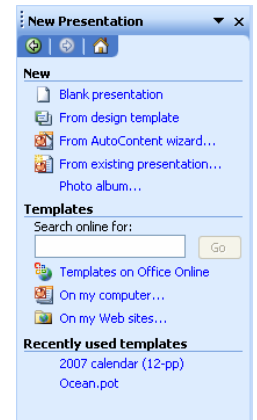 New Presentation
New
Blank presentation
From design template
From AutoContent wizard...
From existing presentation...
Photo album...
Templates
Search online for:
Go
Templates on Office Online
On my computer...
On my Web sites...
Recently used templates
2007 calendar (12-pp)
Ocean.pot